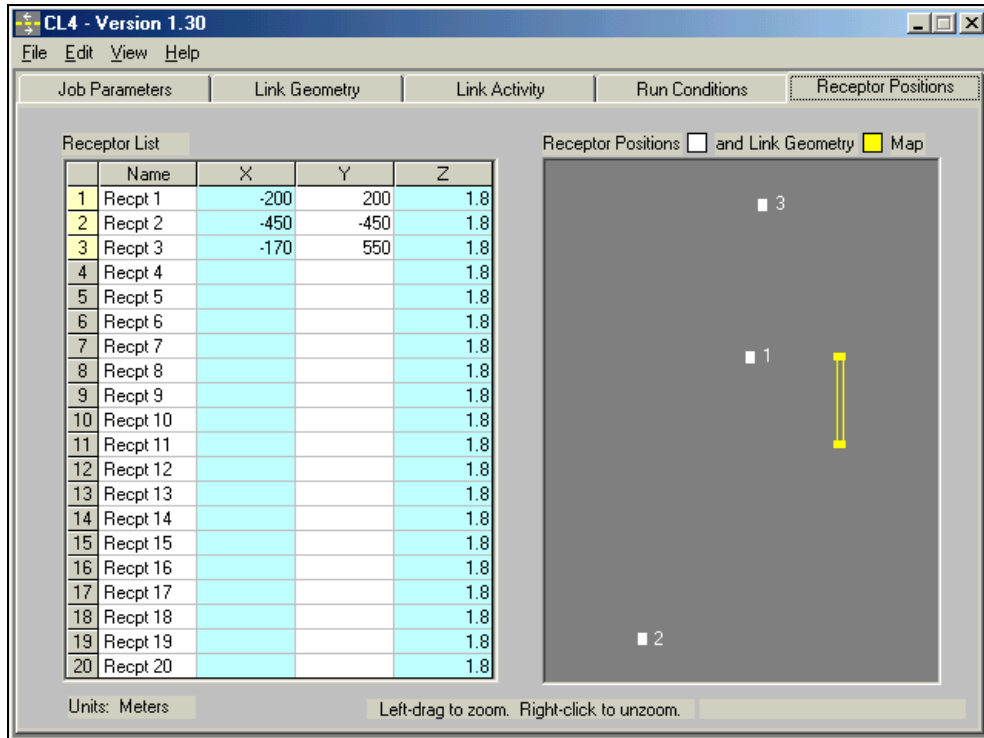 CL4 - Version 1.30
File Edit View Help
Job Parameters Link Geometry Link Activity Run Conditions Receptor Positions
Receptor List
Receptor Positions and Link Geometry Map
Name X Y Z
1 Recpt 1 -200 200 1.8
2 Recpt 2 -450 -450 1.8
3 Recpt 3 -170 550 1.8
4 Recpt 4 1.8
5 Recpt 5 1.8
6 Recpt 6 1.8
7 Recpt 7 1.8
8 Recpt 8 1.8
9 Recpt 9 1.8
10 Recpt 10 1.8
11 Recpt 11 1.8
12 Recpt 12 1.8
13 Recpt 13 1.8
14 Recpt 14 1.8
15 Recpt 15 1.8
16 Recpt 16 1.8
17 Recpt 17 1.8
18 Recpt 18 1.8
19 Recpt 19 1.8
20 Recpt 20 1.8
3
1
2
Units: Meters
Left-drag to zoom. Right-click to unzoom.